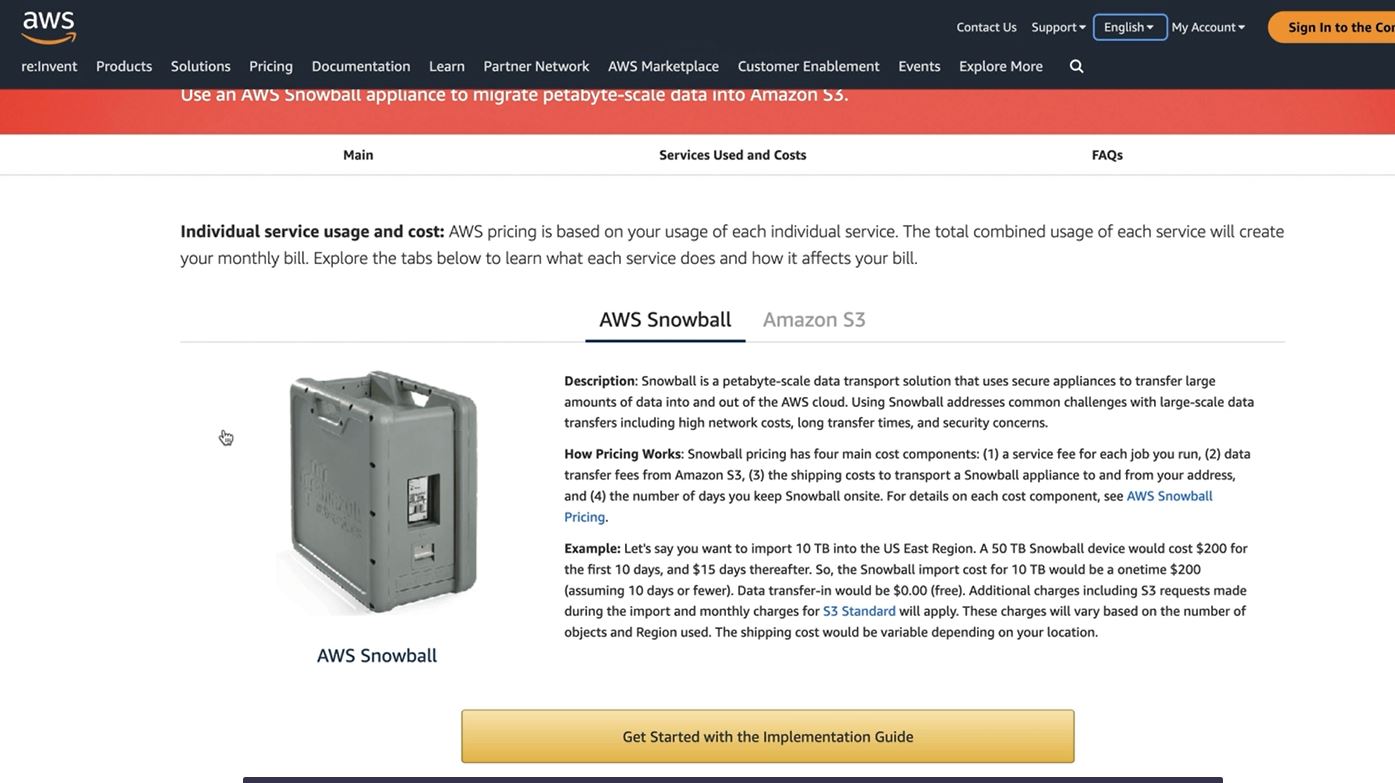 aws
Contact Us Support English My Account Sign In to the
re:Invent Products Solutions Pricing Documentation Learn Partner Network AWS Marketplace Customer Enablement Events Explore More
Use an AWS Snowball appliance to migrate petabyte-scale data into Amazon S3.
Main Services Used and Costs FAQs
Individual service usage and cost: AWS pricing is based on your usage of each individual service. The total combined usage of each service will create
your monthly bill. Explore the tabs below to learn what each service does and how it affects your bill.
AWS Snowball Amazon S3
Description: Snowball is a petabyte-scale data transport solution that uses secure appliances to transfer large
amounts of data into and out of the AWS cloud. Using Snowball addresses common challenges with large-scale data
transfers including high network costs, long transfer times, and security concerns.
How Pricing Works: Snowball pricing has four main cost components: (1) a service fee for each job you run, (2) data
transfer fees from Amazon S3, (3) the shipping costs to transport a Snowball appliance to and from your address,
and (4) the number of days you keep Snowball onsite. For details on each cost component, see AWS Snowball
Pricing.
Example: Let's say you want to import 10 TB into the US East Region. A 50 TB Snowball device would cost $200 for
the first 10 days, and $15 days thereafter. So, the Snowball import cost for 10 TB would be a onetime $200
(assuming 10 days or fewer). Data transfer-in would be $0.00 (free). Additional charges including S3 requests made
during the import and monthly charges for S3 Standard will apply. These charges will vary based on the number of
objects and Region used. The shipping cost would be variable depending on your location.
AWS Snowball
Get Started with the Implementation Guide